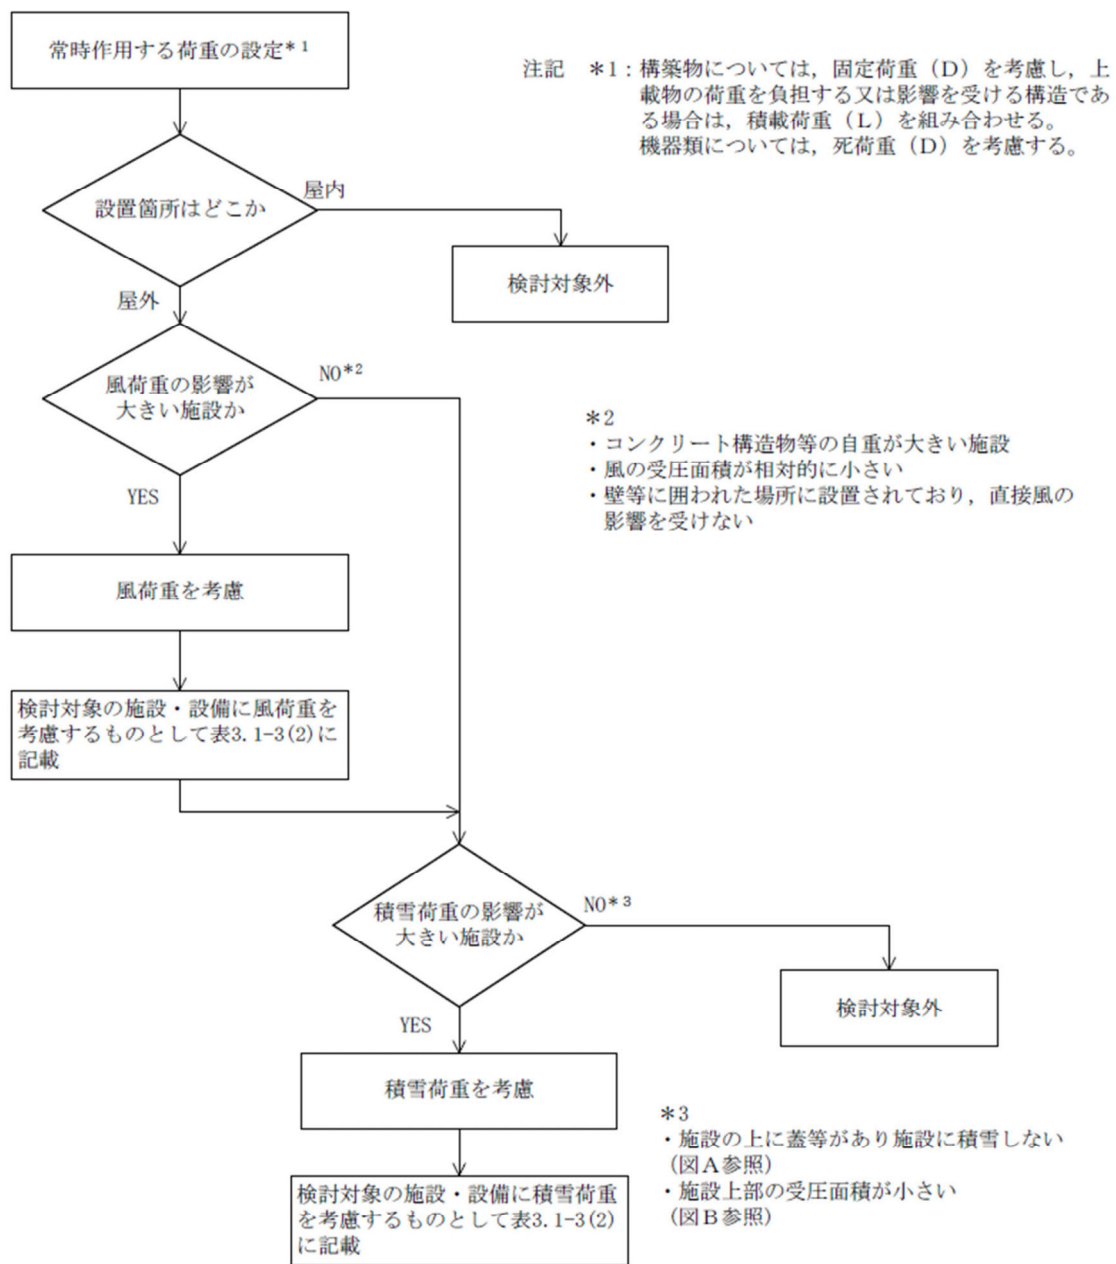 常時作用する荷重の設定＊1
注記　＊1：構築物については，固定荷重（D）を考慮し，上
載物の荷重を負担する又は影響を受ける構造であ
る場合は，積載荷重（L）を組み合わせる。
機器類については，死荷重（D）を考慮する。
設置箇所はどこか
屋内
検討対象外
屋外
風荷重の影響が
大きい施設か
NO＊2
YES
＊2
・コンクリート構造物等の自重が大きい施設
・風の受圧面積が相対的に小さい
・壁等に囲われた場所に設置されており，直接風の
影響を受けない
風荷重を考慮
検討対象の施設・設備に風荷重を
考慮するものとして表3.1-3(2)に
記載
積雪荷重の影響が
大きい施設か
NO＊3
検討対象外
YES
積雪荷重を考慮
＊3
・施設の上に蓋等があり施設に積雪しない
（図A参照）
・施設上部の受圧面積が小さい
（図B参照）
検討対象の施設・設備に積雪荷重
を考慮するものとして表3.1-3(2)
に記載